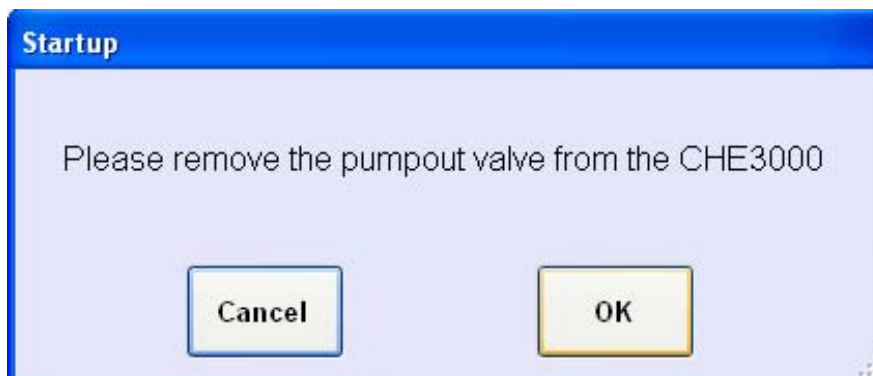 Startup
Please remove the pumpout valve from the CHE3000
Cancel OK